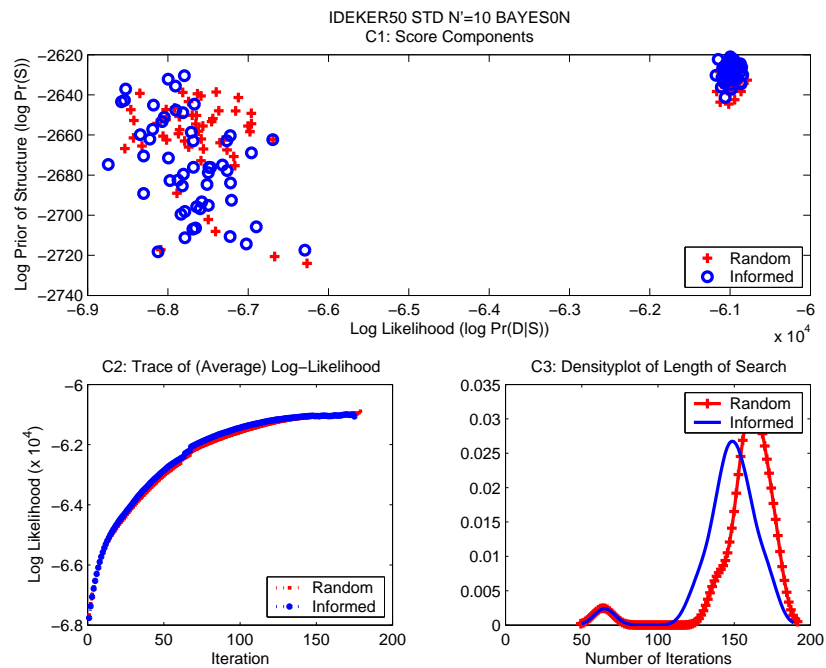 IDEKER50 STD N'=10 BAYES0N
C1: Score Components
Log Prior of Structure (log Pr(S))
−2620
−2640
−2660
−2680
−2700
−2720
−2740
Random
Informed
−6.9 −6.8 −6.7 −6.6 −6.5 −6.4 −6.3 −6.2 −6.1 −6
Log Likelihood (log Pr(D|S))
x 10^4
C2: Trace of (Average) Log−Likelihood
Log Likelihood (x 10^4)
−6
−6.2
−6.4
−6.6
−6.8
Random
Informed
0 50 100 150 200
Iteration
C3: Densityplot of Length of Search
0.035
0.03
0.025
0.02
0.015
0.01
0.005
0
Random
Informed
0 50 100 150 200
Number of Iterations